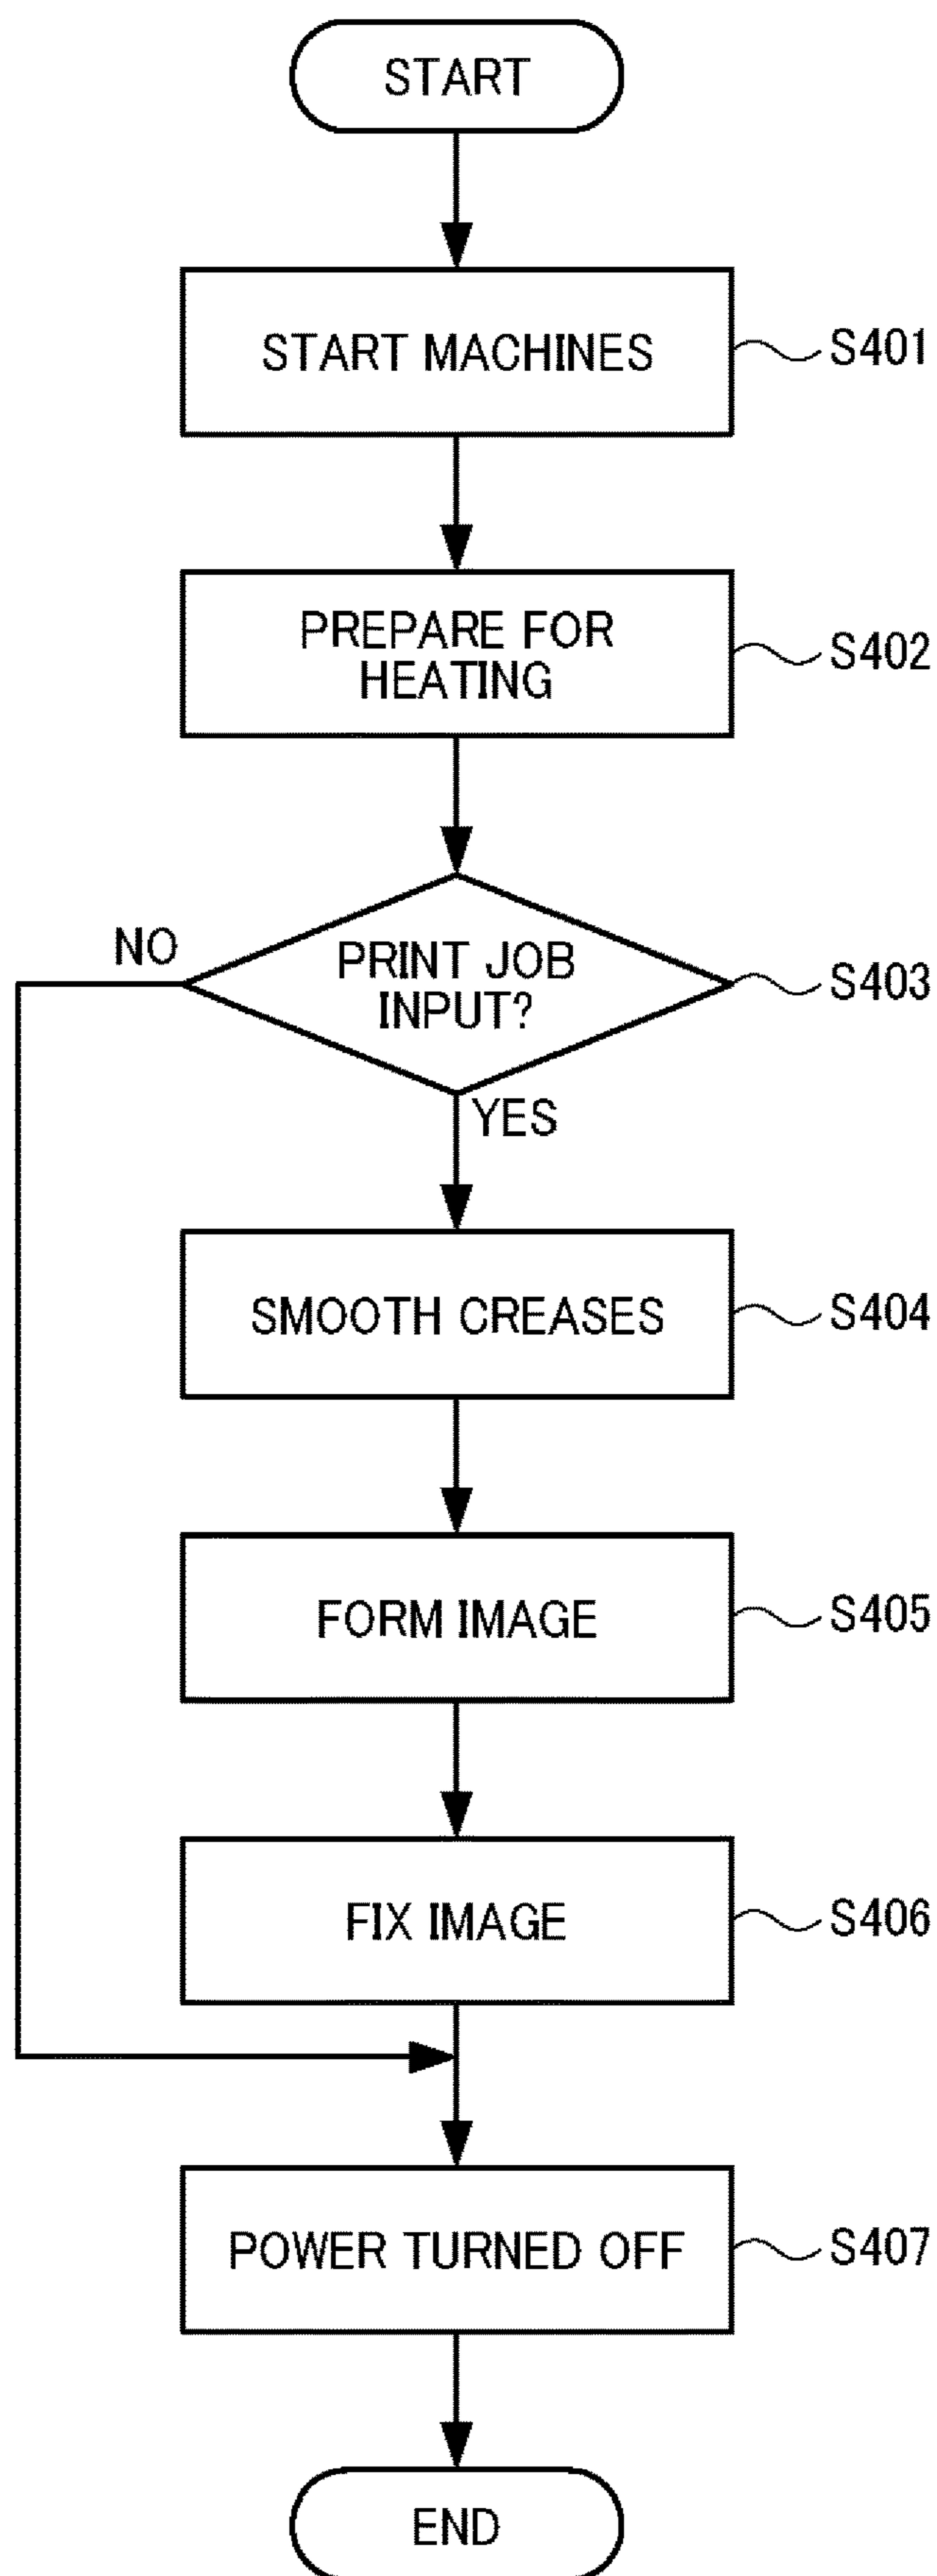 START
START MACHINES
S401
PREPARE FOR
HEATING
S402
NO
PRINT JOB
INPUT?
S403
YES
SMOOTH CREASES
S404
FORM IMAGE
S405
FIX IMAGE
S406
POWER TURNED OFF
S407
END